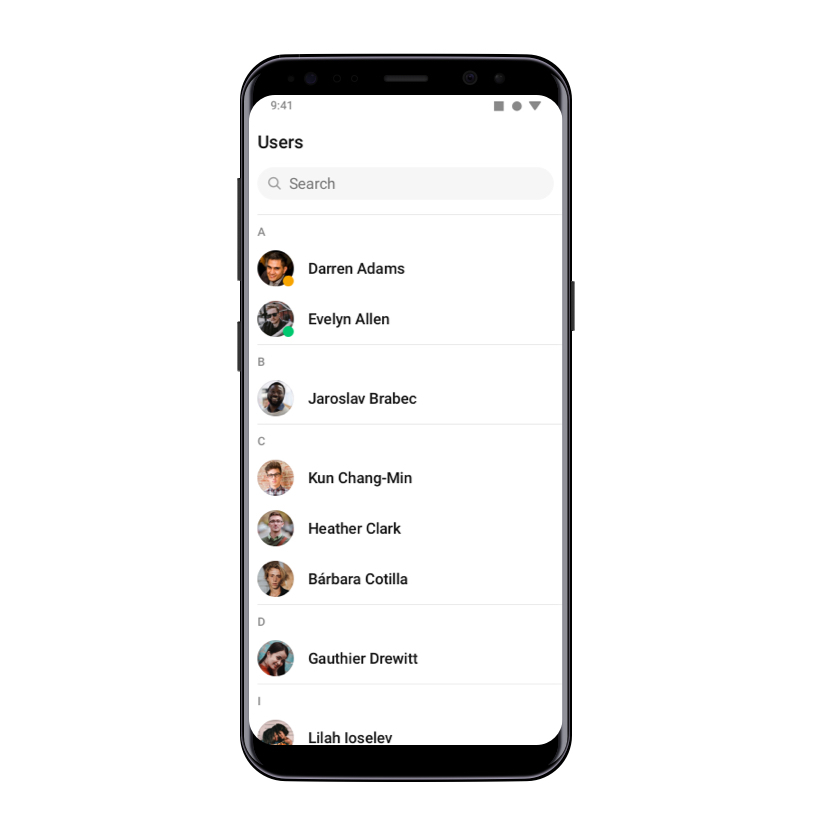 9:41
Users
Search
A
Darren Adams
Evelyn Allen
B
Jaroslav Brabec
C
Kun Chang-Min
Heather Clark
Bárbara Cotilla
D
Gauthier Drewitt
I
Lilah Ioselev